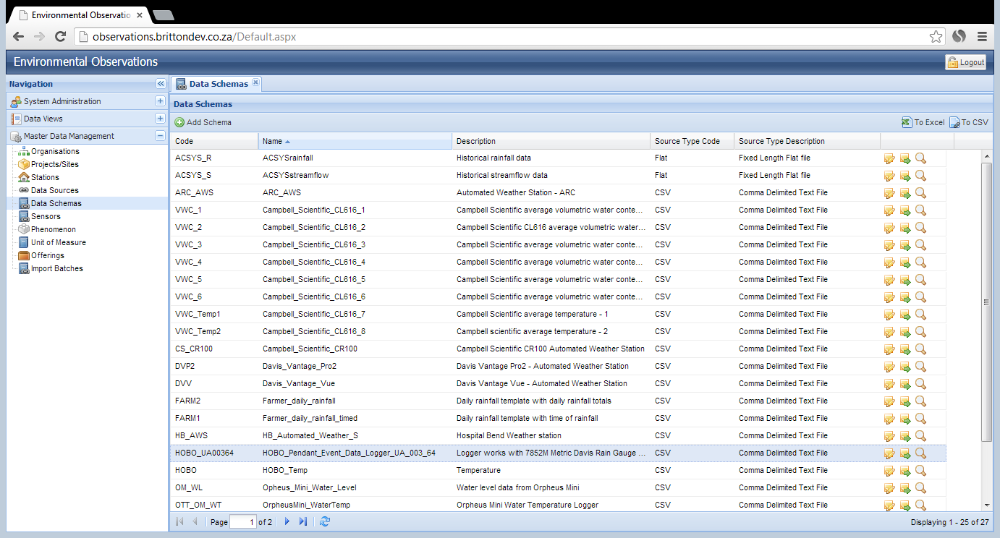 Environmental Observatio
observations.brittondev.co.za/Default.aspx
Environmental Observations
Logout
Navigation
System Administration
Data Views
Master Data Management
Organisations
Projects/Sites
Stations
Data Sources
Data Schemas
Sensors
Phenomenon
Unit of Measure
Offerings
Import Batches
Data Schemas
Data Schemas
Add Schema To Excel To CSV
Code Name Description Source Type Code Source Type Description
ACSYS_R ACSYSrainfall Historical rainfall data Flat Fixed Length Flat file
ACSYS_S ACSYSstreamflow Historical streamflow data Flat Fixed Length Flat file
ARC_AWS ARC_AWS Automated Weather Station - ARC CSV Comma Delimited Text File
VWC_1 Campbell_Scientific_CL616_1 Campbell Scientific average volumetric water conte... CSV Comma Delimited Text File
VWC_2 Campbell_Scientific_CL616_2 Campbell Scientific CL616 average volumetric water... CSV Comma Delimited Text File
VWC_3 Campbell_Scientific_CL616_3 Campbell Scientific average volumetric water conte... CSV Comma Delimited Text File
VWC_4 Campbell_Scientific_CL616_4 Campbell Scientific average volumetric water conte... CSV Comma Delimited Text File
VWC_5 Campbell_Scientific_CL616_5 Campbell Scientific average volumetric water conte... CSV Comma Delimited Text File
VWC_6 Campbell_Scientific_CL616_6 Campbell Scientific average volumetric water conte... CSV Comma Delimited Text File
VWC_Temp1 Campbell_Scientific_CL616_7 Campbell Scientific average temperature - 1 CSV Comma Delimited Text File
VWC_Temp2 Campbell_Scientific_CL616_8 Campbell scientific average temperature - 2 CSV Comma Delimited Text File
CS_CR100 Campbell_Scientific_CR100 Campbell Scientific CR100 Automated Weather Station CSV Comma Delimited Text File
DVP2 Davis_Vantage_Pro2 Davis Vantage Pro2 - Automated Weather Station CSV Comma Delimited Text File
DVV Davis_Vantage_Vue Davis Vantage Vue - Automated Weather Station CSV Comma Delimited Text File
FARM2 Farmer_daily_rainfall Daily rainfall template with daily rainfall totals CSV Comma Delimited Text File
FARM1 Farmer_daily_rainfall_timed Daily rainfall template with time of rainfall CSV Comma Delimited Text File
HB_AWS HB_Automated_Weather_S Hospital Bend Weather station CSV Comma Delimited Text File
HOBO_UA00364 HOBO_Pendant_Event_Data_Logger_UA_003_64 Logger works with 7852M Metric Davis Rain Gauge ... CSV Comma Delimited Text File
HOBO HOBO_Temp Temperature CSV Comma Delimited Text File
OM_WL Opheus_Mini_Water_Level Water level data from Orpheus Mini CSV Comma Delimited Text File
OTT_OM_WT OrpheusMini_WaterTemp Orpheus Mini Water Temperature Logger CSV Comma Delimited Text File
Page 1 of 2 Displaying 1 - 25 of 27